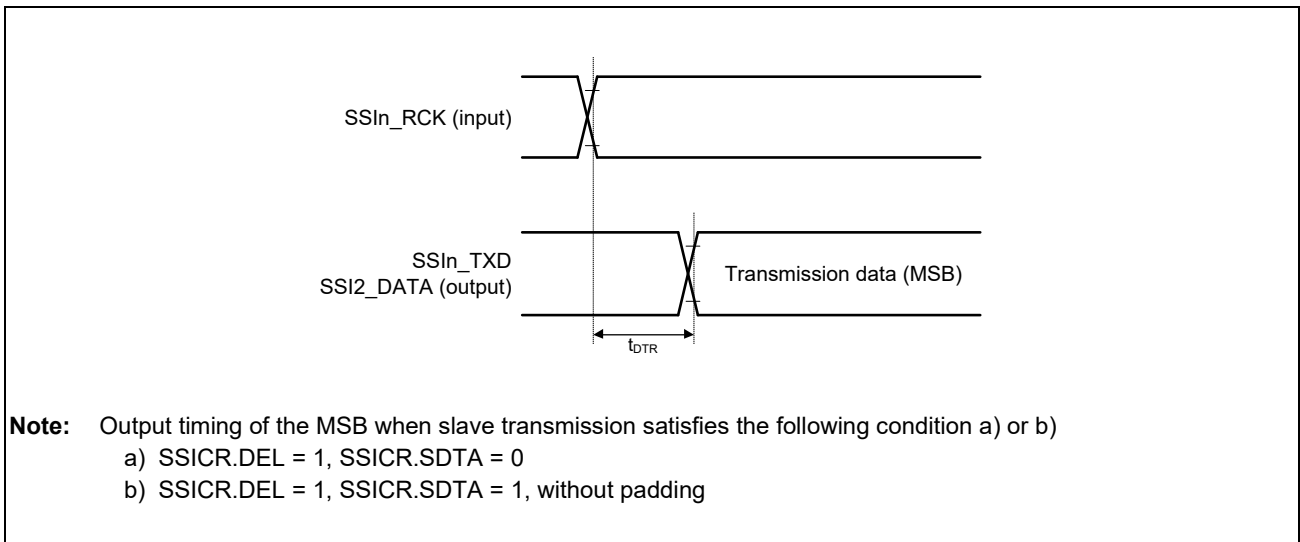 SSIn_RCK (input)
SSIn_TXD
SSI2_DATA (output)
Transmission data (MSB)
tDTR
Note: Output timing of the MSB when slave transmission satisfies the following condition a) or b)
a) SSICR.DEL = 1, SSICR.SDTA = 0
b) SSICR.DEL = 1, SSICR.SDTA = 1, without padding